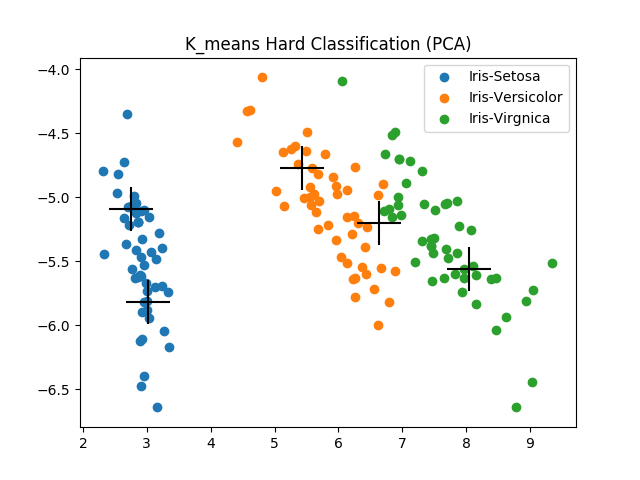 K_means Hard Classification (PCA)
Iris-Setosa
Iris-Versicolor
Iris-Virgnica
−4.0
−4.5
−5.0
−5.5
−6.0
−6.5
2 3 4 5 6 7 8 9